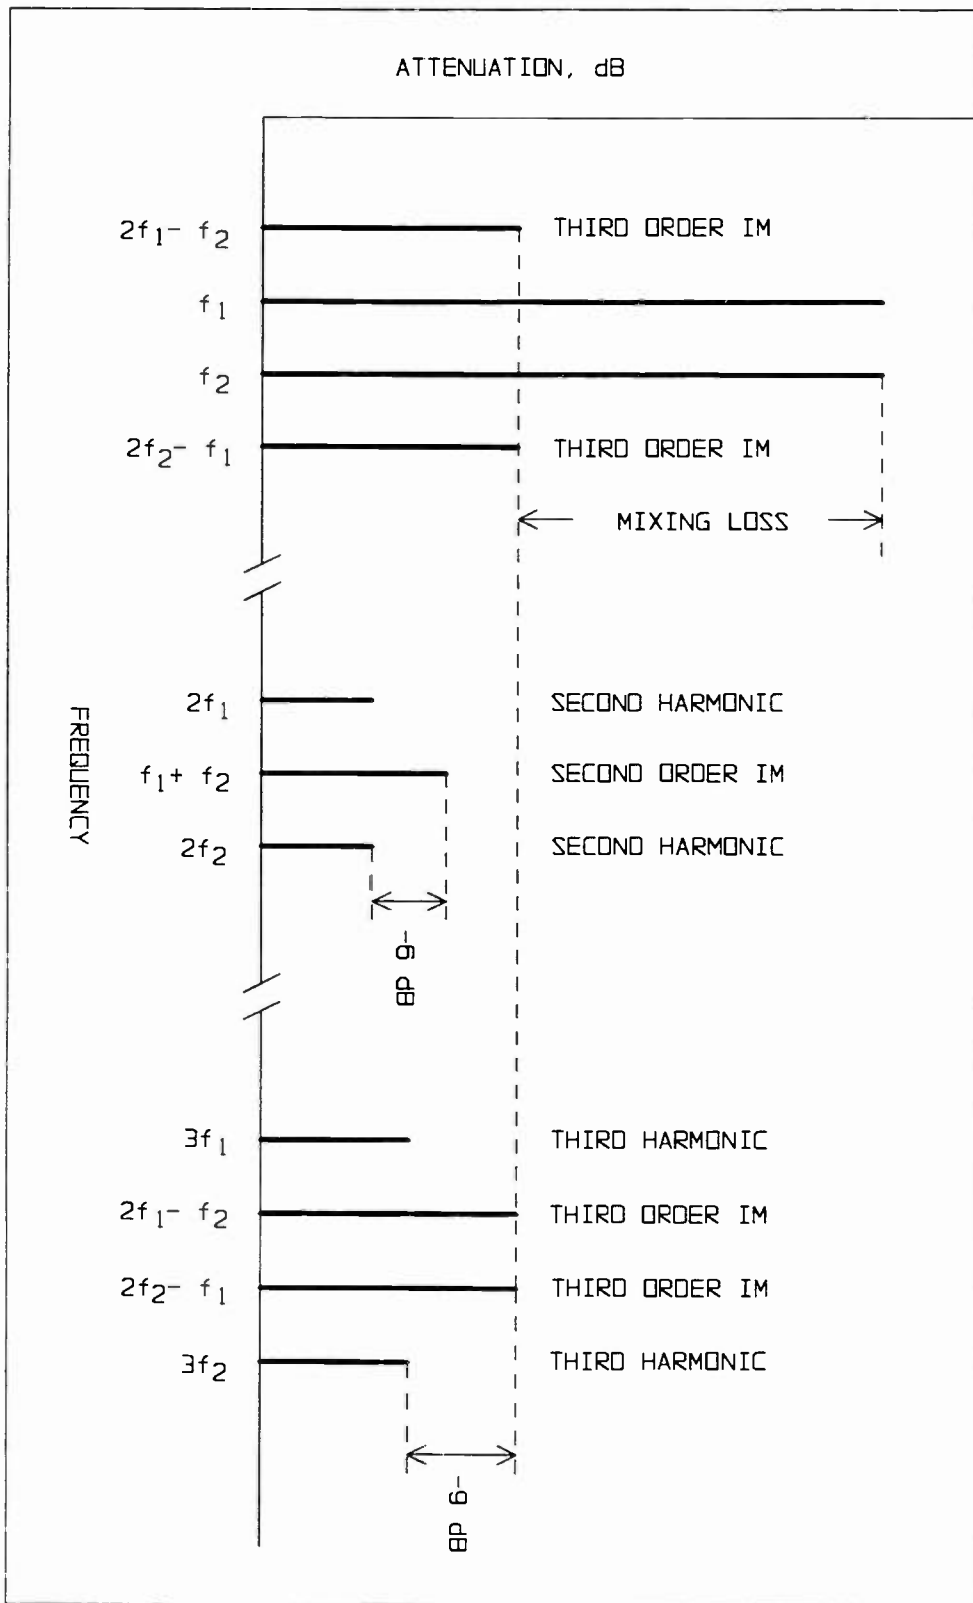 ATTENUATION, dB
2f₁- f₂ THIRD ORDER IM
f₁
f₂
2f₂- f₁ THIRD ORDER IM
MIXING LOSS
2f₁ SECOND HARMONIC
FREQUENCY
f₁+ f₂ SECOND ORDER IM
2f₂ SECOND HARMONIC
-6 dB
3f₁ THIRD HARMONIC
2f₁- f₂ THIRD ORDER IM
2f₂- f₁ THIRD ORDER IM
3f₂ THIRD HARMONIC
-9 dB